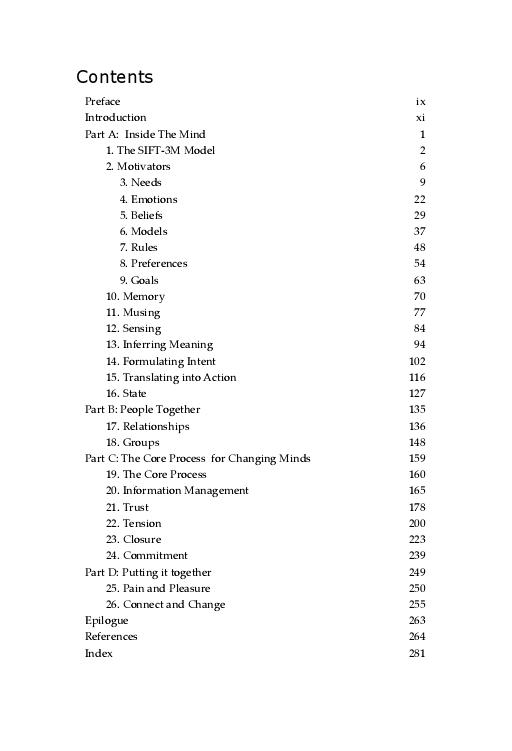 Contents
Preface ix
Introduction xi
Part A: Inside The Mind 1
1. The SIFT-3M Model 2
2. Motivators 6
3. Needs 9
4. Emotions 22
5. Beliefs 29
6. Models 37
7. Rules 48
8. Preferences 54
9. Goals 63
10. Memory 70
11. Musing 77
12. Sensing 84
13. Inferring Meaning 94
14. Formulating Intent 102
15. Translating into Action 116
16. State 127
Part B: People Together 135
17. Relationships 136
18. Groups 148
Part C: The Core Process for Changing Minds 159
19. The Core Process 160
20. Information Management 165
21. Trust 178
22. Tension 200
23. Closure 223
24. Commitment 239
Part D: Putting it together 249
25. Pain and Pleasure 250
26. Connect and Change 255
Epilogue 263
References 264
Index 281